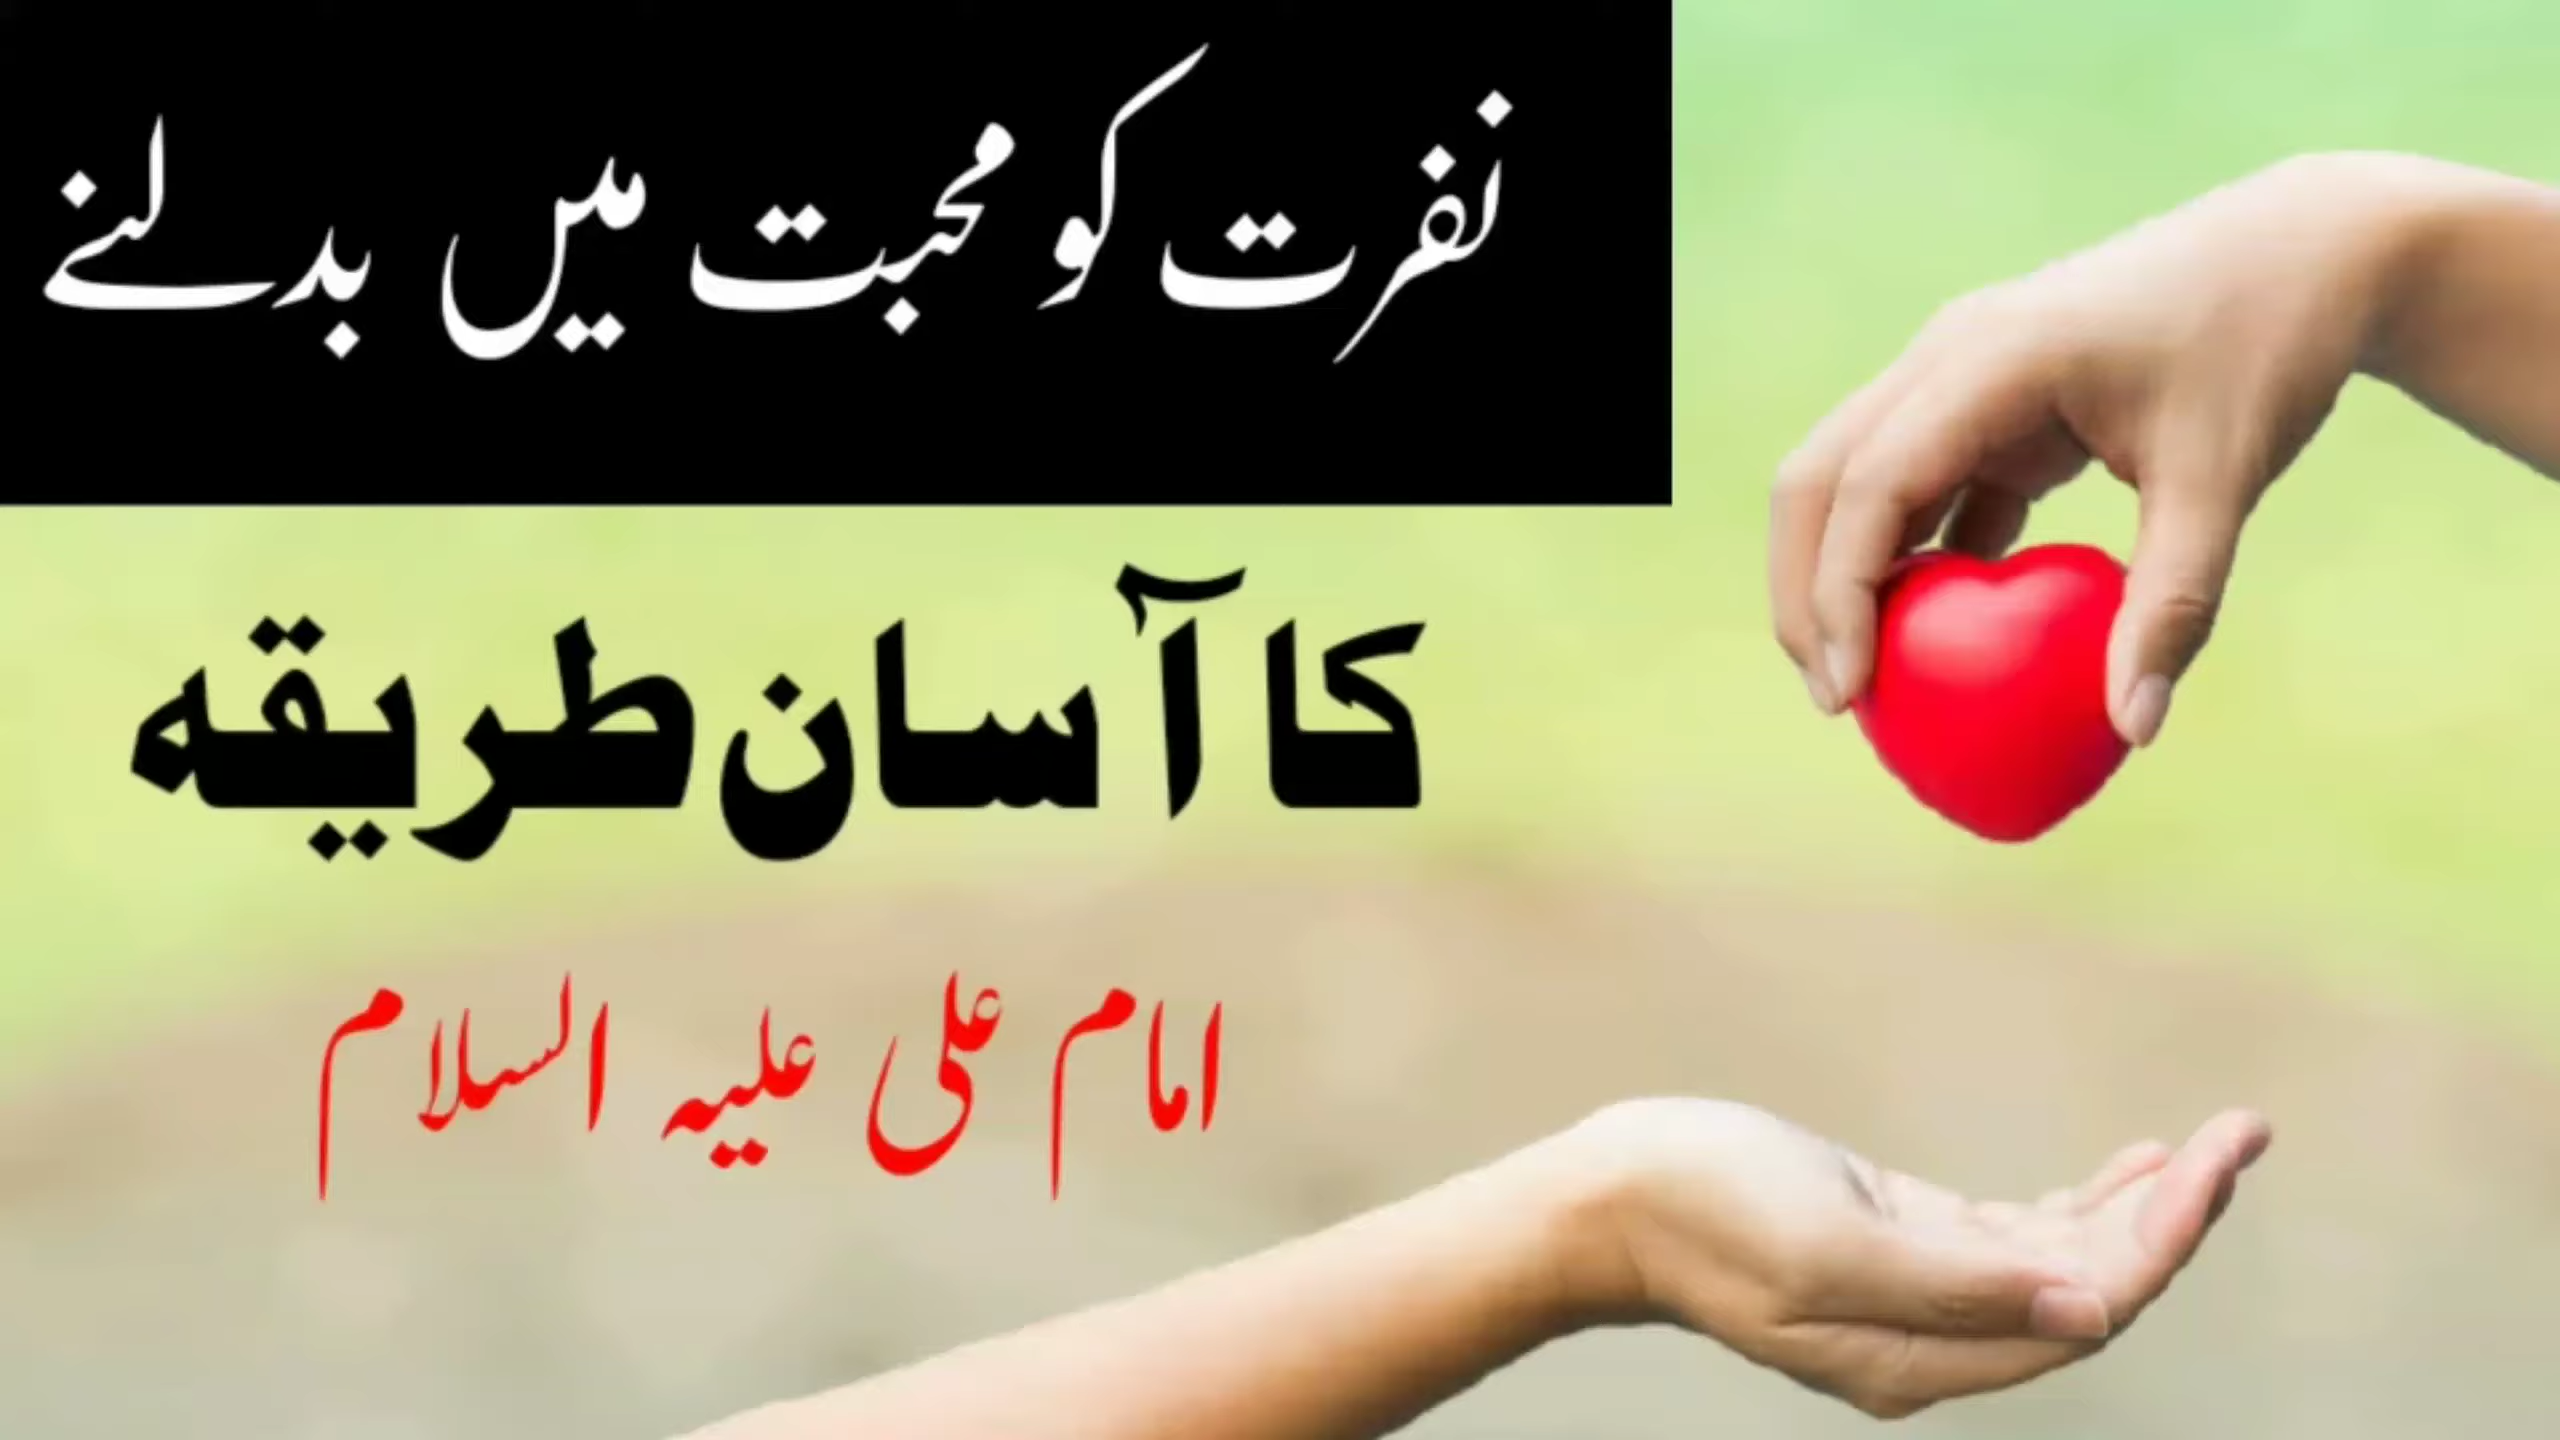 نفرت کو محبت میں بدلنے
کا آسان طریقہ
امام علی علیہ السلام